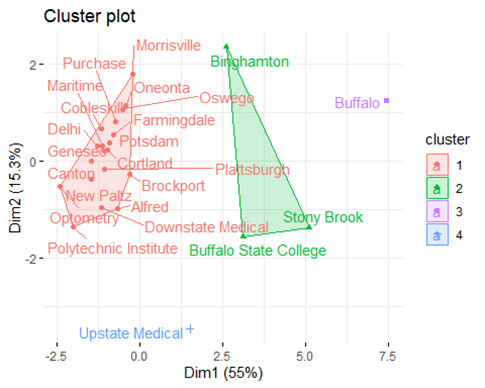 Cluster plot
Morrisville
Purchase
Binghamton
Maritime
Oneonta
Oswego
Buffalo
Cobleskill
Farmingdale
Delhi
Potsdam
Geneseo
Cortland
Plattsburgh
Canton
Brockport
New Paltz
Alfred
Optometry
Stony Brook
Downstate Medical
Polytechnic Institute
Buffalo State College
Upstate Medical
cluster
a 1
a 2
a 3
a 4
2
0
-2
Dim2 (15.3%)
-2.5 0.0 2.5 5.0 7.5
Dim1 (55%)